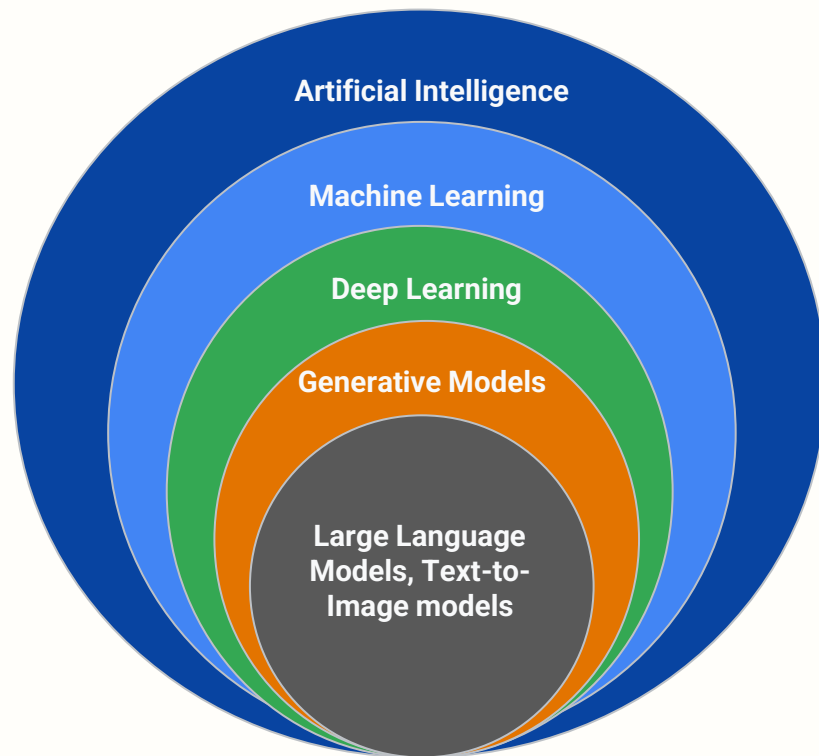 Artificial Intelligence
Machine Learning
Deep Learning
Generative Models
Large Language
Models, Text-to-
Image models